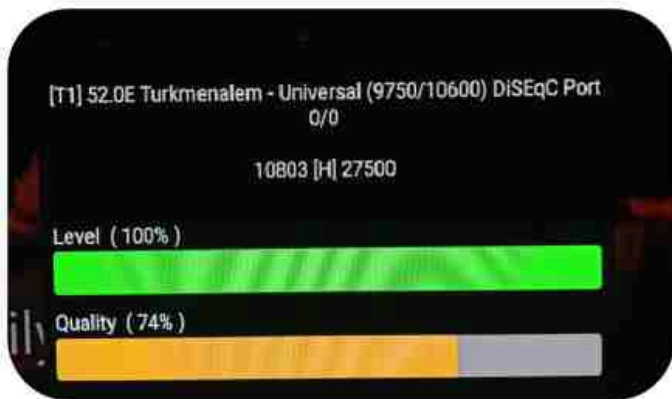 [T1] 52.0E Turkmenalem - Universal (9750/10600) DiSEqC Port
0/0
10803 [H] 27500
Level ( 100% )
Quality ( 74% )